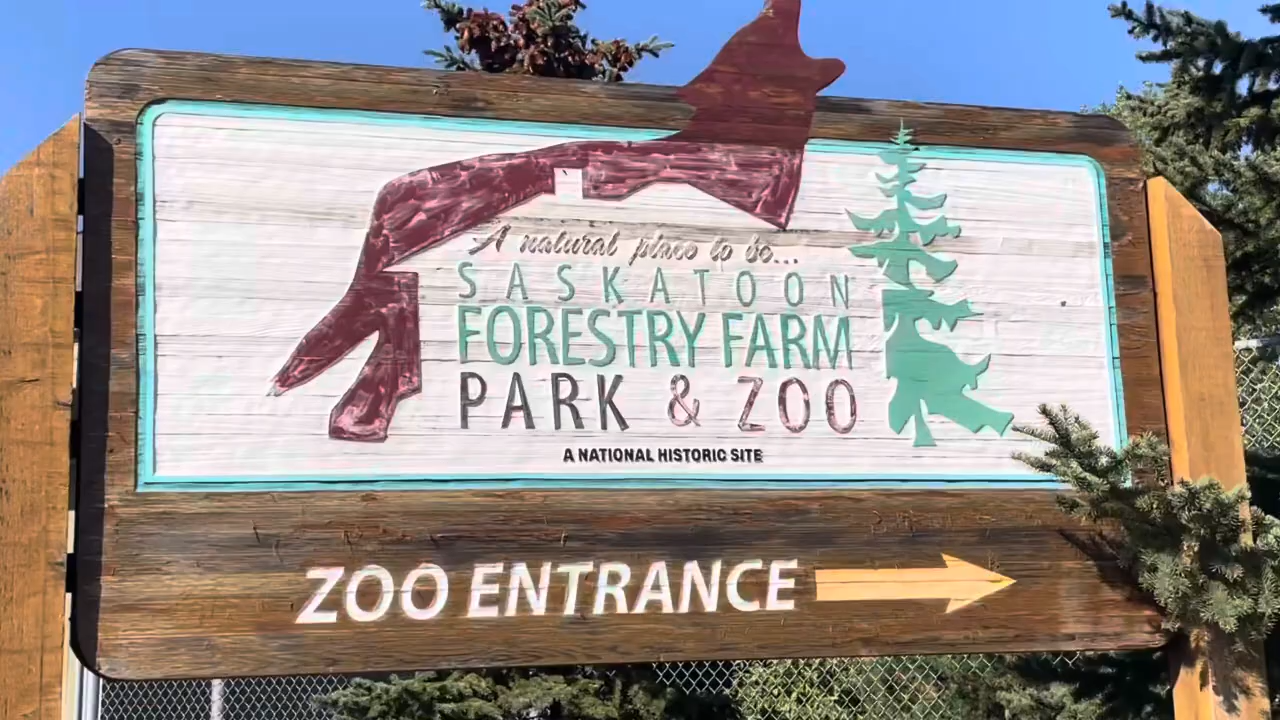 A natural place to be...
SASKATOON
FORESTRY FARM
PARK & ZOO
A NATIONAL HISTORIC SITE
ZOO ENTRANCE